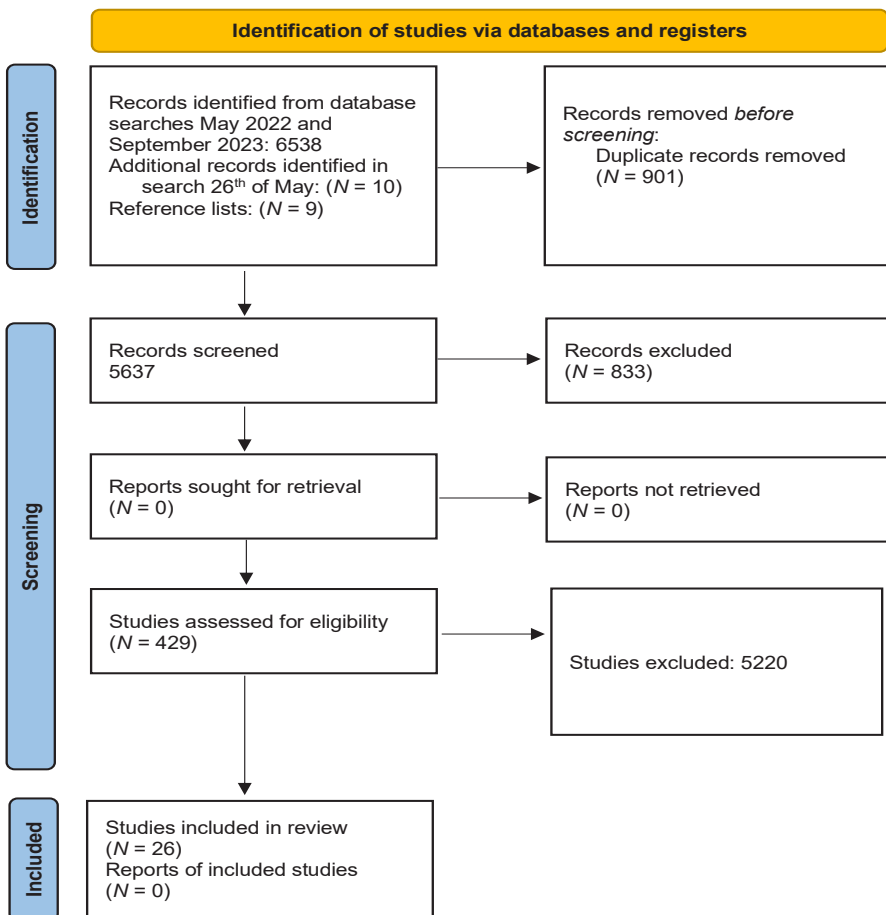 Identification of studies via databases and registers
Identification
Records identified from database
searches May 2022 and
September 2023: 6538
Additional records identified in
search 26th of May: (N = 10)
Reference lists: (N = 9)
Records removed before
screening:
Duplicate records removed
(N = 901)
Screening
Records screened
5637
Records excluded
(N = 833)
Reports sought for retrieval
(N = 0)
Reports not retrieved
(N = 0)
Studies assessed for eligibility
(N = 429)
Studies excluded: 5220
Included
Studies included in review
(N = 26)
Reports of included studies
(N = 0)